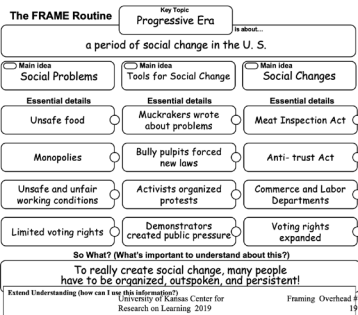 The FRAME Routine
Key Topic
Progressive Era
is about...
a period of social change in the U. S.
Main idea
Social Problems
Main idea
Tools for Social Change
Main idea
Social Changes
Essential details
Essential details
Essential details
Unsafe food
Muckrakers wrote
about problems
Meat Inspection Act
Monopolies
Bully pulpits forced
new laws
Anti- trust Act
Unsafe and unfair
working conditions
Activists organized
protests
Commerce and Labor
Departments
Limited voting rights
Demonstrators
created public pressure
Voting rights
expanded
So What? (What's important to understand about this?)
To really create social change, many people
have to be organized, outspoken, and persistent!
Extend Understanding (how can I use this information?)
University of Kansas Center for
Research on Learning 2019
Framing Overhead #
19